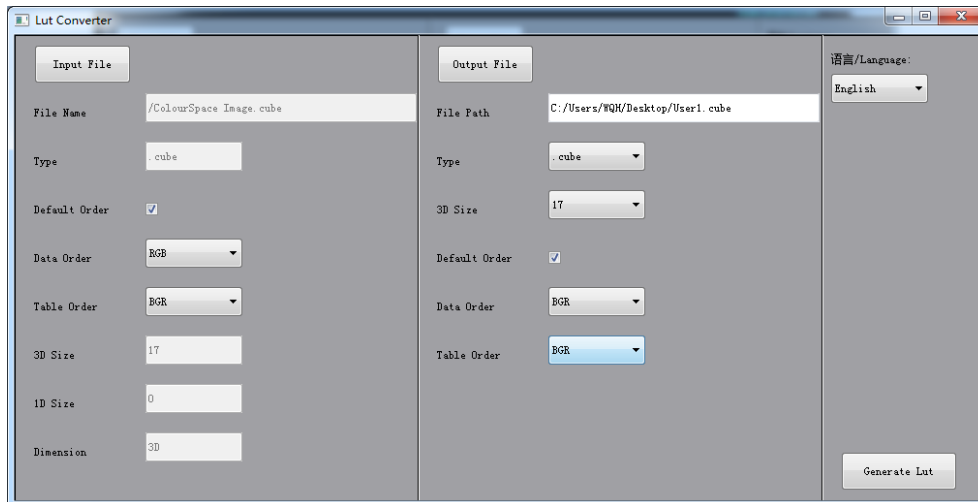 Lut Converter
Input File
File Name
/ColourSpace Image.cube
Type
.cube
Default Order
Data Order
RGB
Table Order
BGR
3D Size
17
1D Size
0
Dimension
3D
Output File
File Path
C:/Users/WQH/Desktop/User1.cube
Type
.cube
3D Size
17
Default Order
Data Order
BGR
Table Order
BGR
语言/Language:
English
Generate Lut